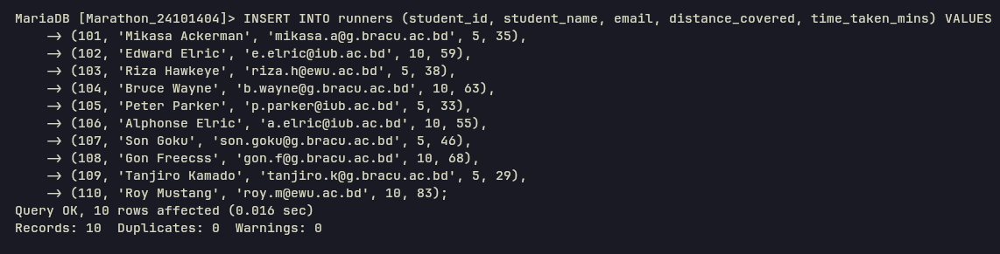 MariaDB [Marathon_24101404]> INSERT INTO runners (student_id, student_name, email, distance_covered, time_taken_mins) VALUES
    -> (101, 'Mikasa Ackerman', 'mikasa.a@g.bracu.ac.bd', 5, 35),
    -> (102, 'Edward Elric', 'e.elric@iub.ac.bd', 10, 59),
    -> (103, 'Riza Hawkeye', 'riza.h@ewu.ac.bd', 5, 38),
    -> (104, 'Bruce Wayne', 'b.wayne@g.bracu.ac.bd', 10, 63),
    -> (105, 'Peter Parker', 'p.parker@iub.ac.bd', 5, 33),
    -> (106, 'Alphonse Elric', 'a.elric@iub.ac.bd', 10, 55),
    -> (107, 'Son Goku', 'son.goku@g.bracu.ac.bd', 5, 46),
    -> (108, 'Gon Freecss', 'gon.f@g.bracu.ac.bd', 10, 68),
    -> (109, 'Tanjiro Kamado', 'tanjiro.k@g.bracu.ac.bd', 5, 29),
    -> (110, 'Roy Mustang', 'roy.m@ewu.ac.bd', 10, 83);
Query OK, 10 rows affected (0.016 sec)
Records: 10  Duplicates: 0  Warnings: 0